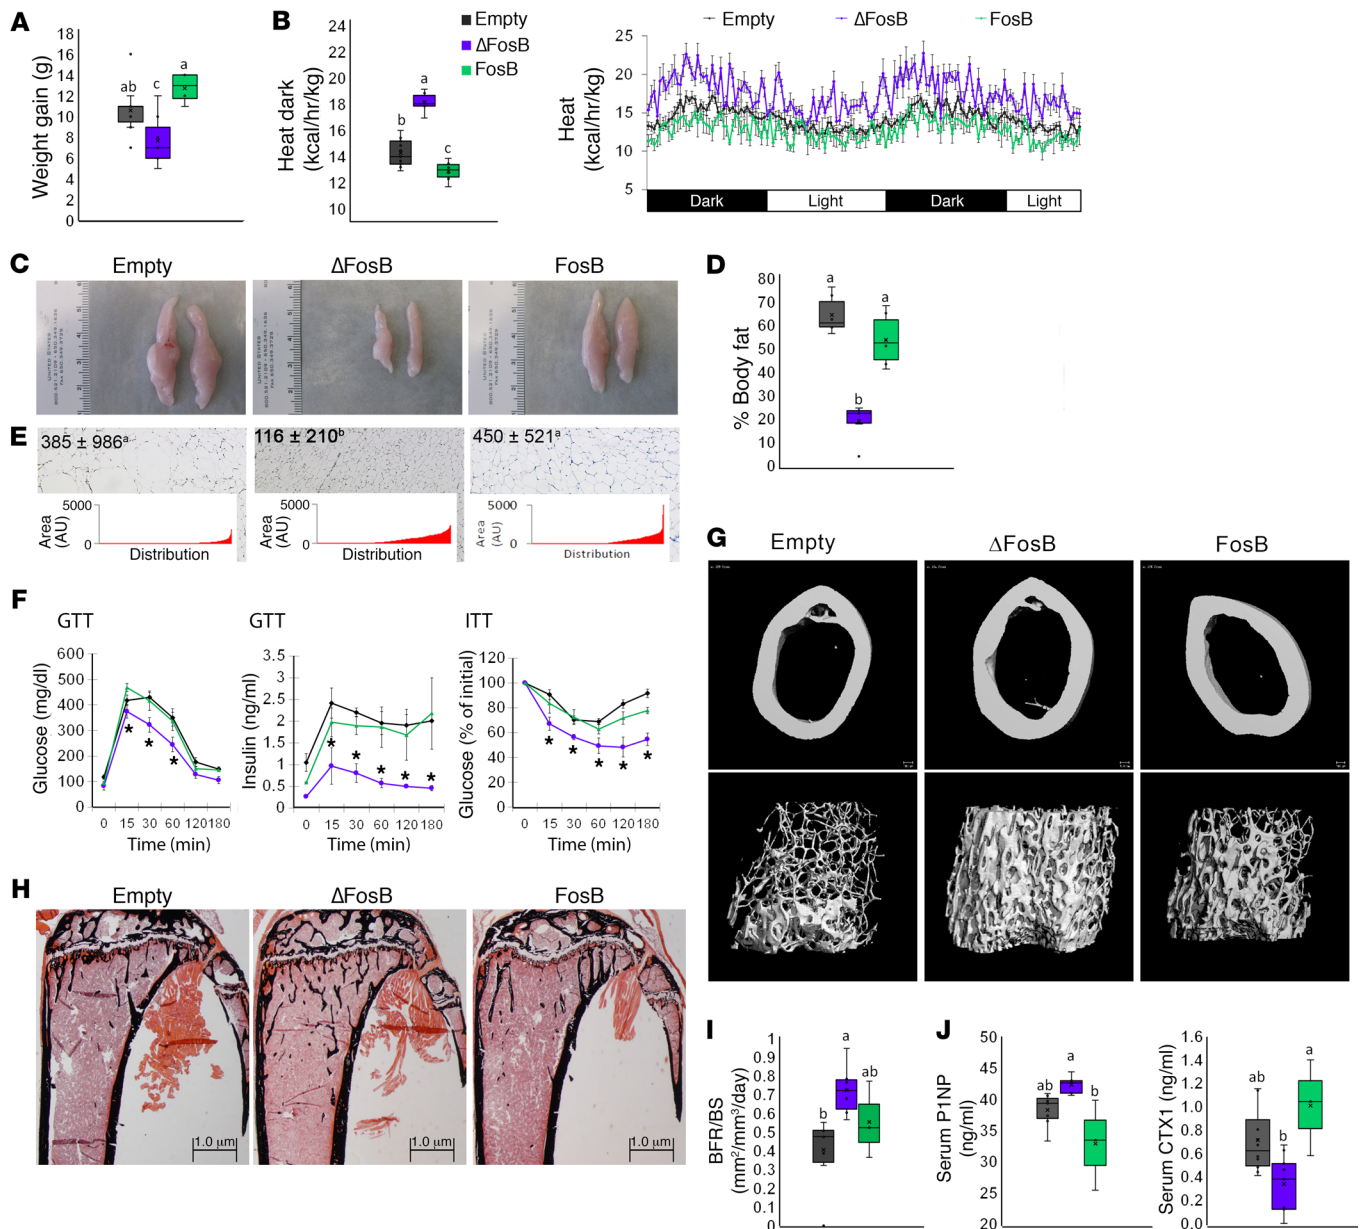 A
Weight gain (g)
18
16
14
12
10
8
6
4
2
0
ab
c
a
B
Heat dark
(kcal/hr/kg)
24
22
20
18
16
14
12
10
b
a
c
Empty
ΔFosB
FosB
Empty
ΔFosB
FosB
Heat
(kcal/hr/kg)
25
20
15
10
5
Dark
Light
Dark
Light
C
Empty
ΔFosB
FosB
UNITED STATES
UNITED STATES
UNITED STATES
D
% Body fat
80
70
60
50
40
30
20
10
0
a
b
a
E
385 ± 986a
116 ± 210b
450 ± 521a
Area
(AU)
5000
0
Distribution
Area
(AU)
5000
0
Distribution
Area
(AU)
5000
0
Distribution
F
GTT
Glucose (mg/dl)
600
500
400
300
200
100
0
* * *
0 15 30 60 120 180
Time (min)
GTT
Insulin (ng/ml)
3.5
3
2.5
2
1.5
1
0.5
0
* * * * *
0 15 30 60 120 180
Time (min)
ITT
Glucose (% of initial)
120
100
80
60
40
20
0
* * * * *
0 15 30 60 120 180
Time (min)
G
Empty
ΔFosB
FosB
H
Empty
ΔFosB
FosB
1.0 µm
1.0 µm
1.0 µm
I
BFR/BS
(mm²/mm³/day)
1
0.9
0.8
0.7
0.6
0.5
0.4
0.3
0.2
0.1
0
b
a
ab
J
Serum P1NP
(ng/ml)
50
45
40
35
30
25
20
ab
a
b
Serum CTX1 (ng/ml)
1.6
1.4
1.2
1.0
0.8
0.6
0.4
0.2
0.0
ab
b
a